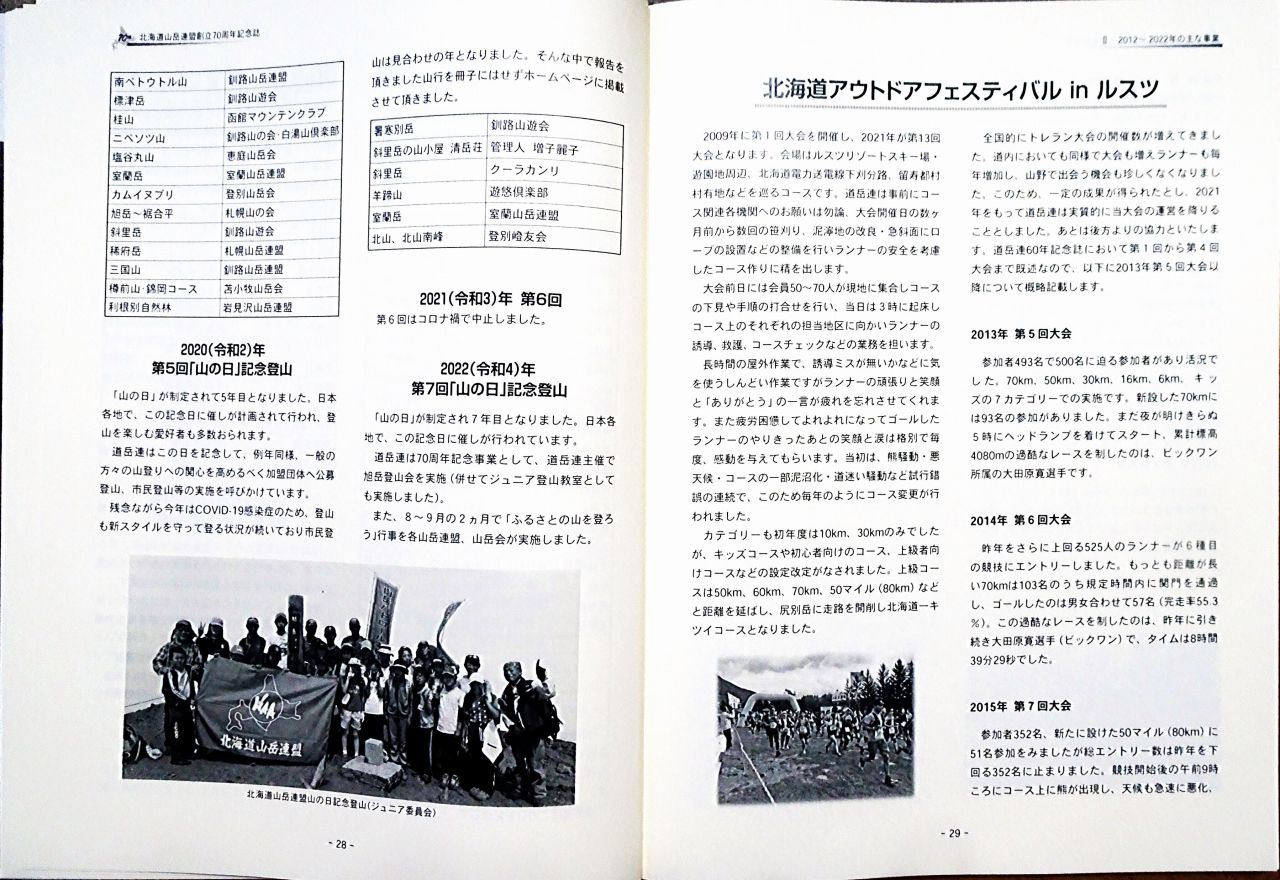 北海道山岳連盟創立70周年記念誌
南ペトウトル山 釧路山岳連盟
標津岳 釧路山遊会
桂山 函館マウンテンクラブ
ニペソツ山 釧路山の会·白湯山倶楽部
塩谷丸山 恵庭山岳会
室蘭岳 室蘭山岳連盟
カムイヌプリ 登別山岳会
旭岳～裾合平 札幌山の会
斜里岳 釧路山遊会
稀府岳 札幌山岳連盟
三国山 釧路山岳連盟
樽前山·錦岡コース 苫小牧山岳会
利根別自然林 岩見沢山岳連盟
2020(令和2)年
第5回「山の日」記念登山
「山の日」が制定されて5年目となりました。日本
各地で、この記念日に催しが計画されて行われ、登
山を楽しむ愛好者も多数おられます。
道岳連はこの日を記念して、例年同様、一般の
方々の山登りへの関心を高めるべく加盟団体へ公募
登山、市民登山等の実施を呼びかけています。
残念ながら今年はCOVID-19感染症のため、登山
も新スタイルを守って登る状況が続いており市民登
山は見合わせの年となりました。そんな中で報告を
頂きました山行を冊子にはせずホームページに掲載
させて頂きました。
暑寒別岳 釧路山遊会
斜里岳の山小屋 清岳荘 管理人 増子麗子
斜里岳 クーラカンリ
羊蹄山 遊悠倶楽部
室蘭岳 室蘭山岳連盟
北山、北山南峰 登別嶝友会
2021(令和3)年 第6回
第6回はコロナ禍で中止しました。
2022(令和4)年
第7回「山の日」記念登山
「山の日」が制定され7年目となりました。日本各
地で、この記念日に催しが行われています。
道岳連は70周年記念事業として、道岳連主催で
旭岳登山会を実施(併せてジュニア登山教室として
も実施しました)。
また、8～9月の2ヵ月で「ふるさとの山を登ろ
う」行事を各山岳連盟、山岳会が実施しました。
HAA
北海道山岳連盟
北海道山岳連盟山の日記念登山(ジュニア委員会)
- 28 -
Ⅱ 2012～2022年の主な事業
北海道アウトドアフェスティバル in ルスツ
2009年に第1回大会を開催し、2021年が第13回
大会となります。会場はルスツリゾートスキー場・
遊園地周辺、北海道電力送電線下刈分路、留寿都村
村有地などを巡るコースです。道岳連は事前にコー
ス関連各機関へのお願いは勿論、大会開催日の数ヶ
月前から数回の笹刈り、泥濘地の改良・急斜面にロ
ープの設置などの整備を行いランナーの安全を考慮
したコース作りに精を出します。
大会前日には会員50～70人が現地に集合しコース
の下見や手順の打合せを行い、当日は3時に起床し
コース上のそれぞれの担当地区に向かいランナーの
誘導、救護、コースチェックなどの業務を担います。
長時間の屋外作業で、誘導ミスが無いかなどに気
を使うしんどい作業ですがランナーの頑張りと笑顔
と「ありがとう」の一言が疲れを忘れさせてくれま
す。また疲労困憊してよれよれになってゴールした
ランナーのやりきったあとの笑顔と涙は格別で毎
度、感動を与えてもらいます。当初は、熊騒動・悪
天候・コースの一部泥沼化・道迷い騒動など試行錯
誤の連続で、このため毎年のようにコース変更が行
われました。
カテゴリーも初年度は10km、30kmのみでした
が、キッズコースや初心者向けのコース、上級者向
けコースなどの設定改定がなされました。上級コー
スは50km、60km、70km、50マイル(80km)など
と距離を延ばし、尻別岳に走路を開削し北海道一キ
ツイコースとなりました。
全国的にトレラン大会の開催数が増えてきまし
た。道内においても同様で大会も増えランナーも毎
年増加し、山野で出会う機会も珍しくなくなりまし
た。このため、一定の成果が得られたとし、2021
年をもって道岳連は実質的に当大会の運営を降りる
こととしました。あとは後方よりの協力といたしま
す。道岳連60年記念誌において第1回から第4回
大会まで既述なので、以下に2013年第5回大会以
降について概略記載します。
2013年 第5回大会
参加者493名で500名に迫る参加者があり活況で
した。70km、50km、30km、16km、6km、キッ
ズの7カテゴリーでの実施です。新設した70kmに
は93名の参加がありました。まだ夜が明けきらぬ
5時にヘッドランプを着けてスタート、累計標高
4080mの過酷なレースを制したのは、ビックワン
所属の大田原寛選手です。
2014年 第6回大会
昨年をさらに上回る525人のランナーが6種目
の競技にエントリーしました。もっとも距離が長
い70kmは103名のうち規定時間内に関門を通過
し、ゴールしたのは男女合わせて57名(完走率55.3
%)。この過酷なレースを制したのは、昨年に引き
続き大田原寛選手(ビックワン)で、タイムは8時間
39分29秒でした。
2015年 第7回大会
参加者352名、新たに設けた50マイル(80km)に
51名参加をみましたが総エントリー数は昨年を下
回る352名に止まりました。競技開始後の午前9時
ころにコース上に熊が出現し、天候も急速に悪化、
- 29 -